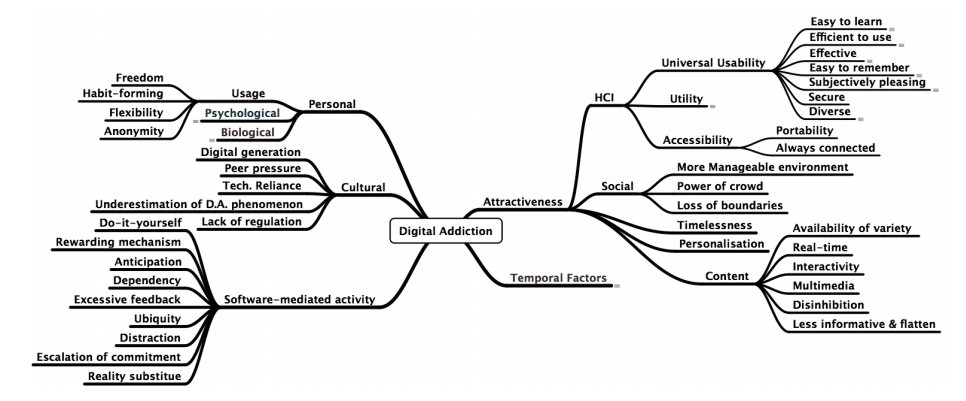 Digital Addiction
Personal
Usage
Freedom
Habit-forming
Flexibility
Anonymity
Psychological
Biological
Cultural
Digital generation
Peer pressure
Tech. Reliance
Underestimation of D.A. phenomenon
Lack of regulation
Software-mediated activity
Do-it-yourself
Rewarding mechanism
Anticipation
Dependency
Excessive feedback
Ubiquity
Distraction
Escalation of commitment
Reality substitue
Attractiveness
HCI
Universal Usability
Easy to learn
Efficient to use
Effective
Easy to remember
Subjectively pleasing
Secure
Diverse
Utility
Accessibility
Portability
Always connected
Social
More Manageable environment
Power of crowd
Loss of boundaries
Timelessness
Personalisation
Content
Availability of variety
Real-time
Interactivity
Multimedia
Disinhibition
Less informative & flatten
Temporal Factors